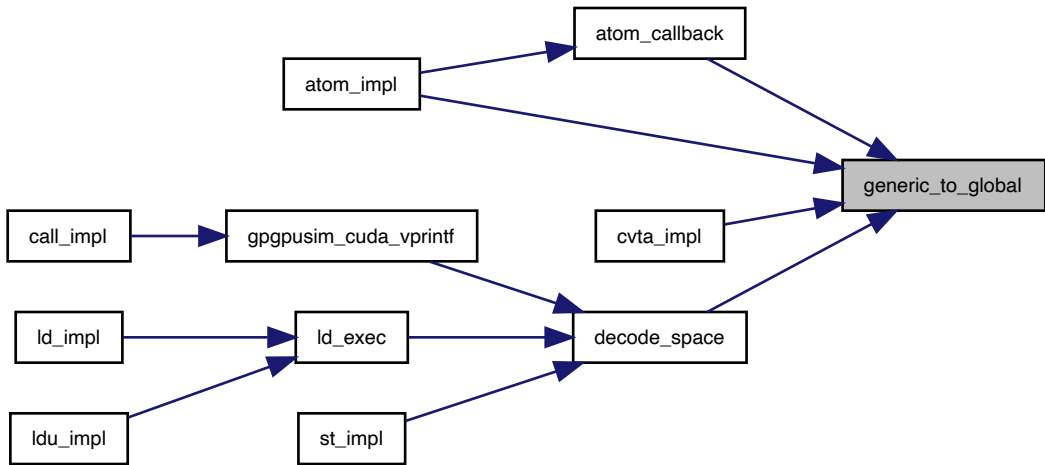 atom_callback
atom_impl
generic_to_global
call_impl
gpgpusim_cuda_vprintf
cvta_impl
ld_impl
ld_exec
decode_space
ldu_impl
st_impl